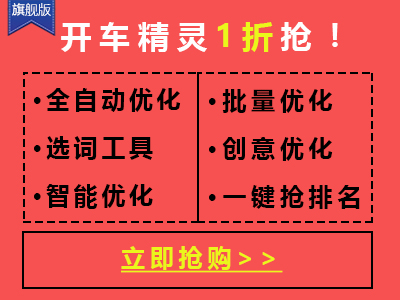 旗舰版
开车精灵1折抢！
•全自动优化
•选词工具
•智能优化
•批量优化
•创意优化
•一键抢排名
立即抢购>>